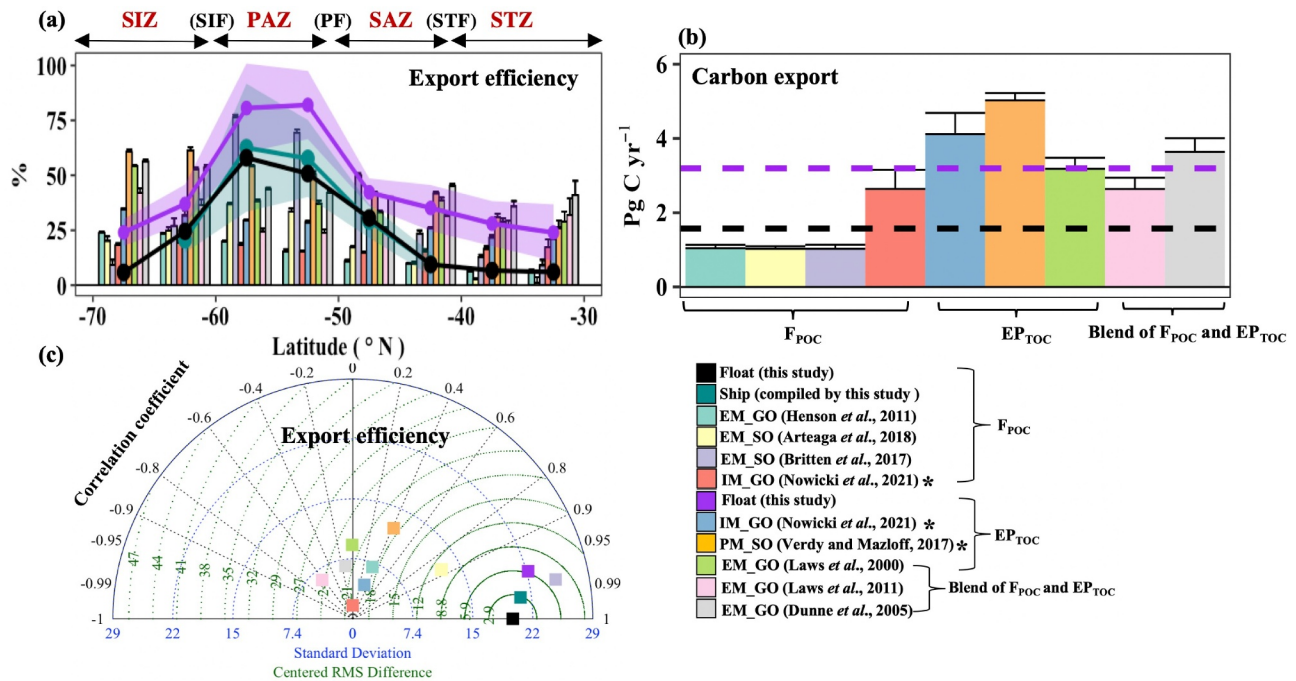 (a)
SIZ (SIF) PAZ (PF) SAZ (STF) STZ
Export efficiency
100
75
50
25
0
%
-70 -60 -50 -40 -30
Latitude ( ° N )
(b)
Carbon export
6
4
2
0
Pg C yr⁻¹
F_POC EP_TOC Blend of F_POC and EP_TOC
(c)
Correlation coefficient
Export efficiency
-0.4 -0.2 0 0.2 0.4
-0.6 0.6
-0.8 0.8
-0.9 0.9
-0.95 0.95
-0.99 0.99
-1 1
47 44 41 38 35 32 29 27 21 18 15 12 8.8 5.9 2.9
29 22 15 7.4 0 7.4 15 22 29
Standard Deviation
Centered RMS Difference
Float (this study)
Ship (compiled by this study )
EM_GO (Henson et al., 2011)
EM_SO (Arteaga et al., 2018)
EM_SO (Britten et al., 2017)
IM_GO (Nowicki et al., 2021) *
F_POC
Float (this study)
IM_GO (Nowicki et al., 2021) *
PM_SO (Verdy and Mazloff, 2017)*
EM_GO (Laws et al., 2000)
EP_TOC
EM_GO (Laws et al., 2011)
EM_GO (Dunne et al., 2005)
Blend of F_POC and EP_TOC